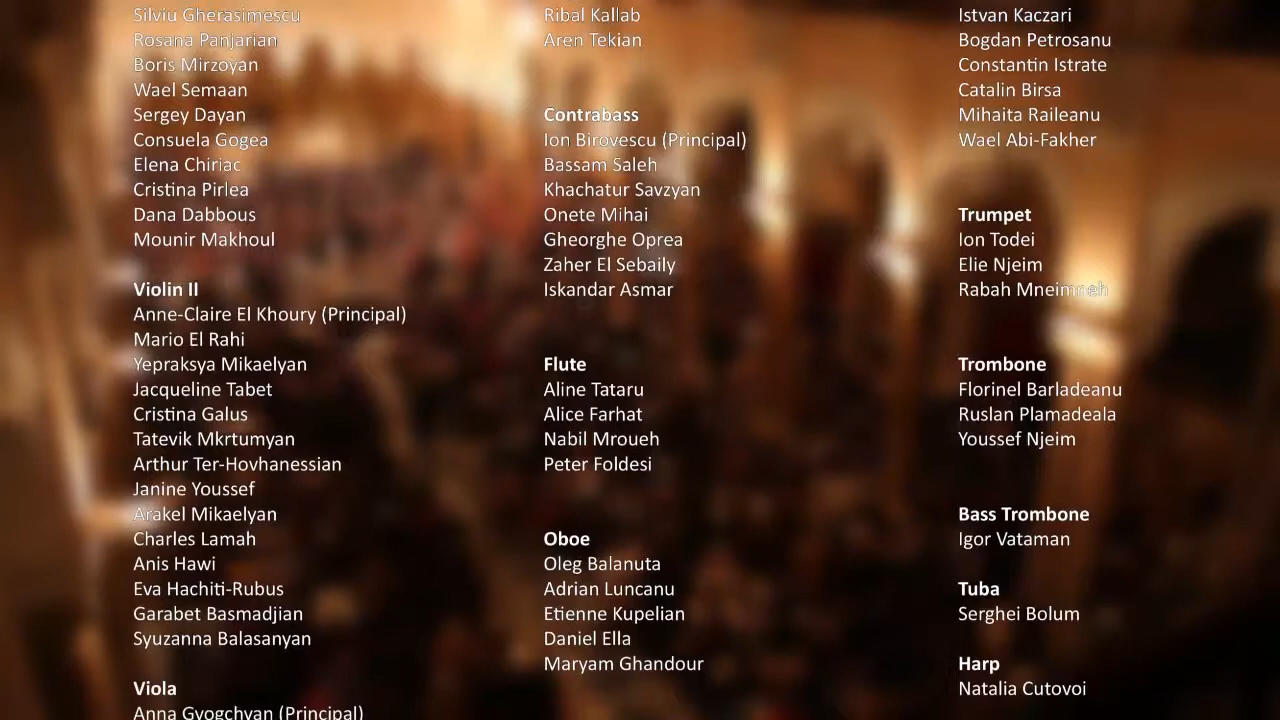 Silviu Gherasimescu
Rosana Panjarian
Boris Mirzoyan
Wael Semaan
Sergey Dayan
Consuela Gogea
Elena Chiriac
Cristina Pirlea
Dana Dabbous
Mounir Makhoul
Violin II
Anne-Claire El Khoury (Principal)
Mario El Rahi
Yepraksya Mikaelyan
Jacqueline Tabet
Cristina Galus
Tatevik Mkrtumyan
Arthur Ter-Hovhanessian
Janine Youssef
Arakel Mikaelyan
Charles Lamah
Anis Hawi
Eva Hachiti-Rubus
Garabet Basmadjian
Syuzanna Balasanyan
Viola
Anna Gyogchyan (Principal)
Ribal Kallab
Aren Tekian
Contrabass
Ion Birovescu (Principal)
Bassam Saleh
Khachatur Savzyan
Onete Mihai
Gheorghe Oprea
Zaher El Sebaily
Iskandar Asmar
Flute
Aline Tataru
Alice Farhat
Nabil Mroueh
Peter Foldesi
Oboe
Oleg Balanuta
Adrian Luncanu
Etienne Kupelian
Daniel Ella
Maryam Ghandour
Istvan Kaczari
Bogdan Petrosanu
Constantin Istrate
Catalin Birsa
Mihaita Raileanu
Wael Abi-Fakher
Trumpet
Ion Todei
Elie Njeim
Rabah Mneimneh
Trombone
Florinel Barladeanu
Ruslan Plamadeala
Youssef Njeim
Bass Trombone
Igor Vataman
Tuba
Serghei Bolum
Harp
Natalia Cutovoi